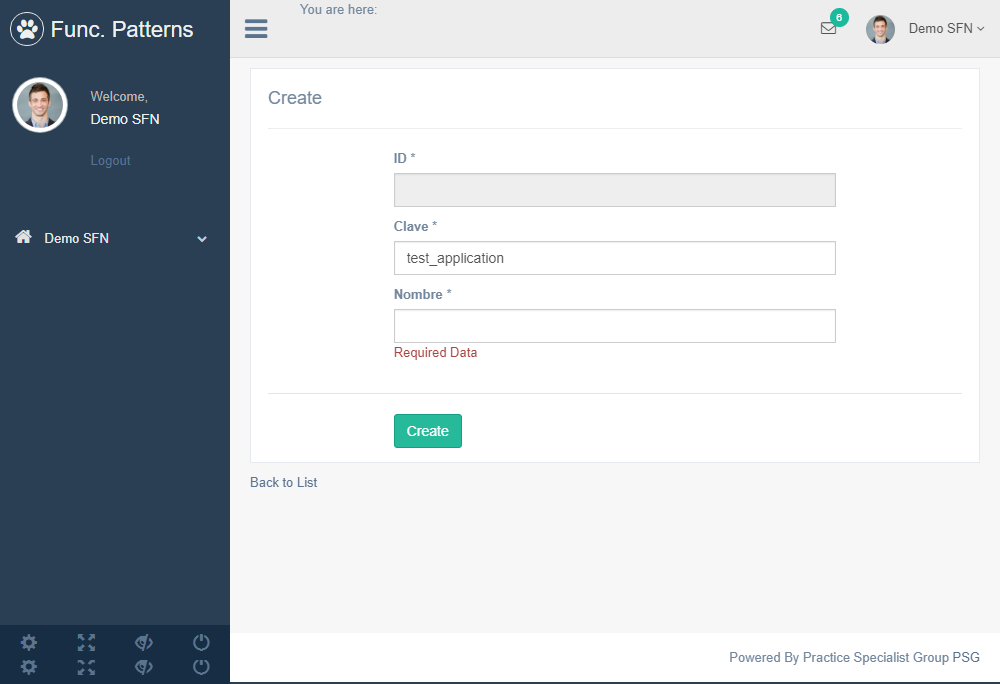 Func. Patterns
You are here:
6
Demo SFN
Welcome,
Demo SFN
Logout
Demo SFN
Create
ID *
Clave *
test_application
Nombre *
Required Data
Create
Back to List
Powered By Practice Specialist Group PSG